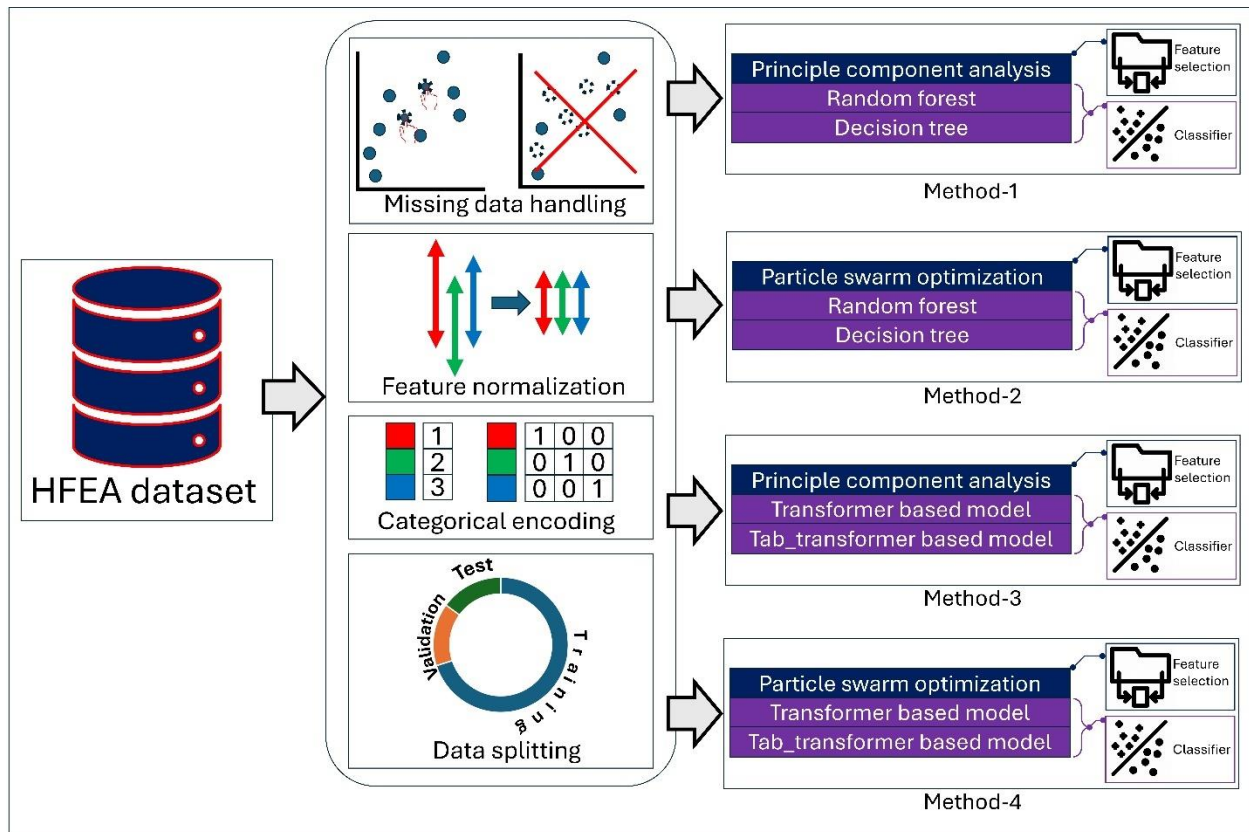 HFEA dataset
Missing data handling
Feature normalization
1
2
3
1 0 0
0 1 0
0 0 1
Categorical encoding
Test
Validation
Training
Data splitting
Principle component analysis
Random forest
Decision tree
Feature
selection
Classifier
Method-1
Particle swarm optimization
Random forest
Decision tree
Feature
selection
Classifier
Method-2
Principle component analysis
Transformer based model
Tab_transformer based model
Feature
selection
Classifier
Method-3
Particle swarm optimization
Transformer based model
Tab_transformer based model
Feature
selection
Classifier
Method-4